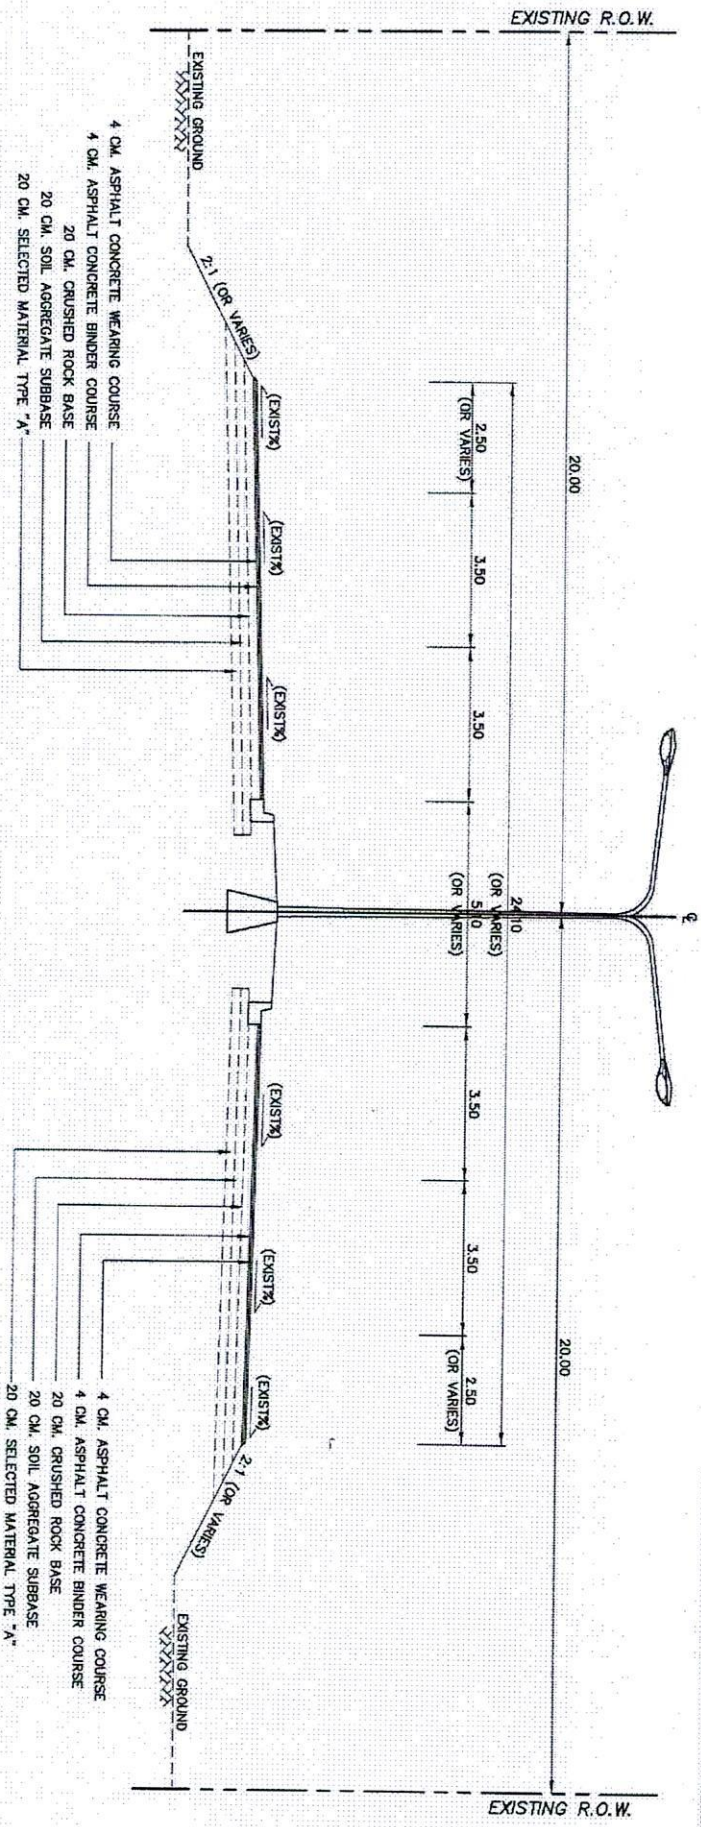 EXISTING R.O.W.
EXISTING R.O.W.
20.00
20.00
℄
24.10
(OR VARIES)
2.50
(OR VARIES)
3.50
3.50
5.10
(OR VARIES)
3.50
3.50
2.50
(OR VARIES)
EXISTING GROUND
2:1 (OR VARIES)
(EXIST%)
(EXIST%)
(EXIST%)
(EXIST%)
(EXIST%)
(EXIST%)
2:1 (OR VARIES)
EXISTING GROUND
4 CM. ASPHALT CONCRETE WEARING COURSE
4 CM. ASPHALT CONCRETE BINDER COURSE
20 CM. CRUSHED ROCK BASE
20 CM. SOIL AGGREGATE SUBBASE
20 CM. SELECTED MATERIAL TYPE "A"
4 CM. ASPHALT CONCRETE WEARING COURSE
4 CM. ASPHALT CONCRETE BINDER COURSE
20 CM. CRUSHED ROCK BASE
20 CM. SOIL AGGREGATE SUBBASE
20 CM. SELECTED MATERIAL TYPE "A"